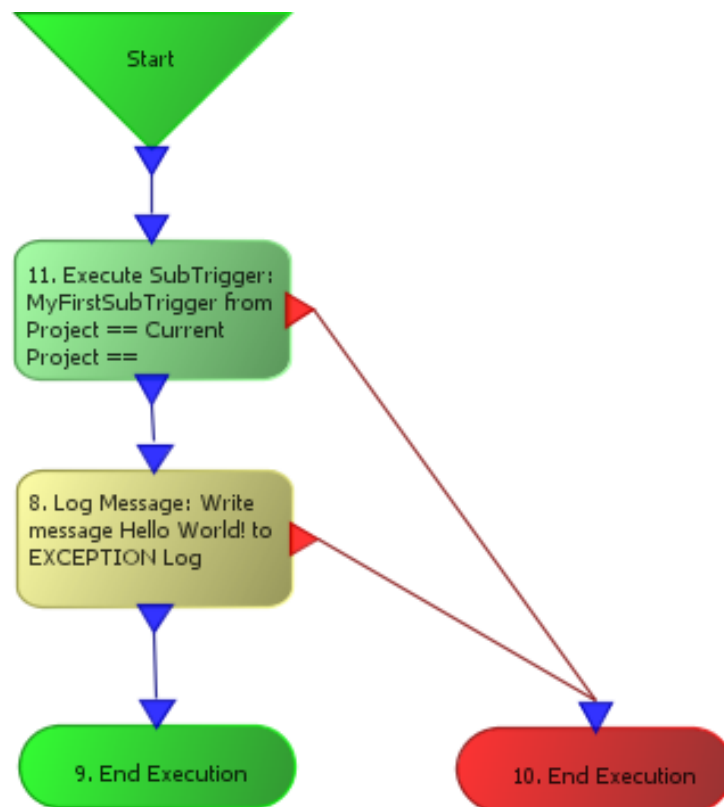 Start
11. Execute SubTrigger:
MyFirstSubTrigger from
Project == Current
Project ==
8. Log Message: Write
message Hello World! to
EXCEPTION Log
9. End Execution
10. End Execution